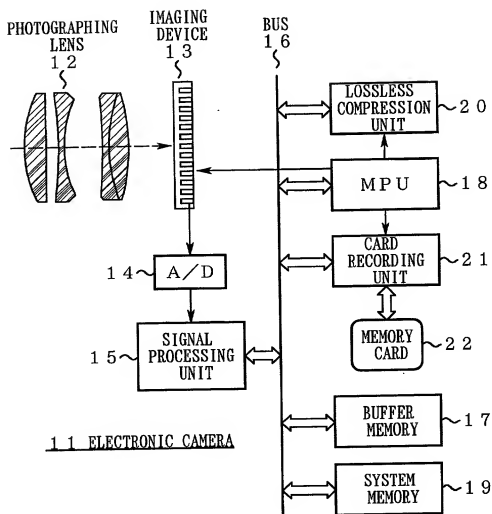 PHOTOGRAPHING
LENS
12
IMAGING
DEVICE
13
BUS
16
LOSSLESS
COMPRESSION
UNIT
20
MPU
18
CARD
RECORDING
UNIT
21
MEMORY
CARD
22
14
A/D
15
SIGNAL
PROCESSING
UNIT
BUFFER
MEMORY
17
11 ELECTRONIC CAMERA
SYSTEM
MEMORY
19